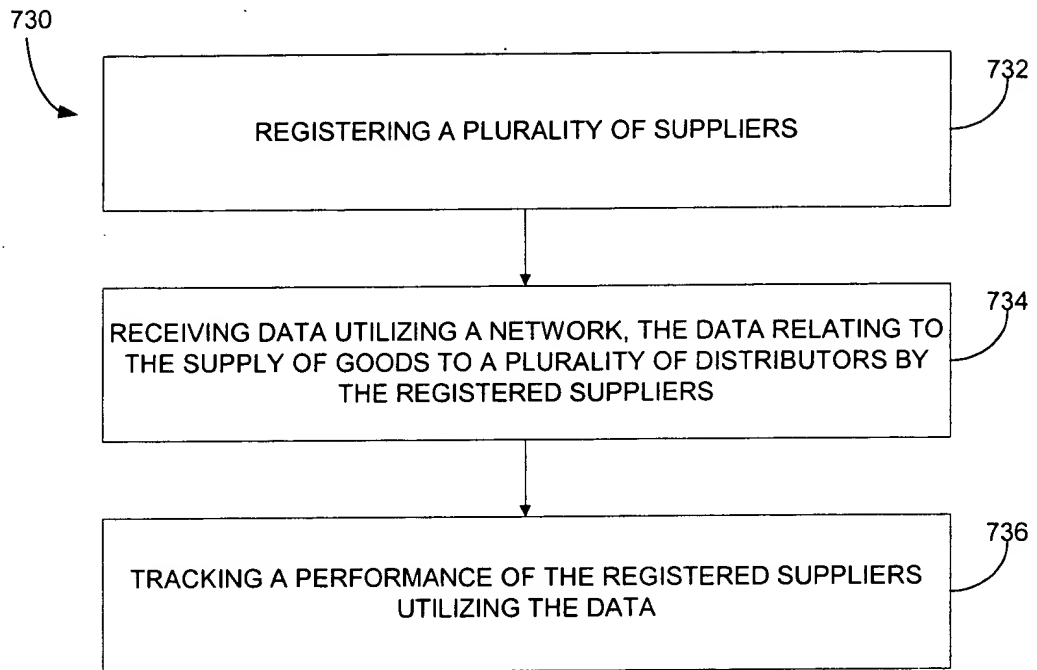 730
732
REGISTERING A PLURALITY OF SUPPLIERS
734
RECEIVING DATA UTILIZING A NETWORK, THE DATA RELATING TO
THE SUPPLY OF GOODS TO A PLURALITY OF DISTRIBUTORS BY
THE REGISTERED SUPPLIERS
736
TRACKING A PERFORMANCE OF THE REGISTERED SUPPLIERS
UTILIZING THE DATA